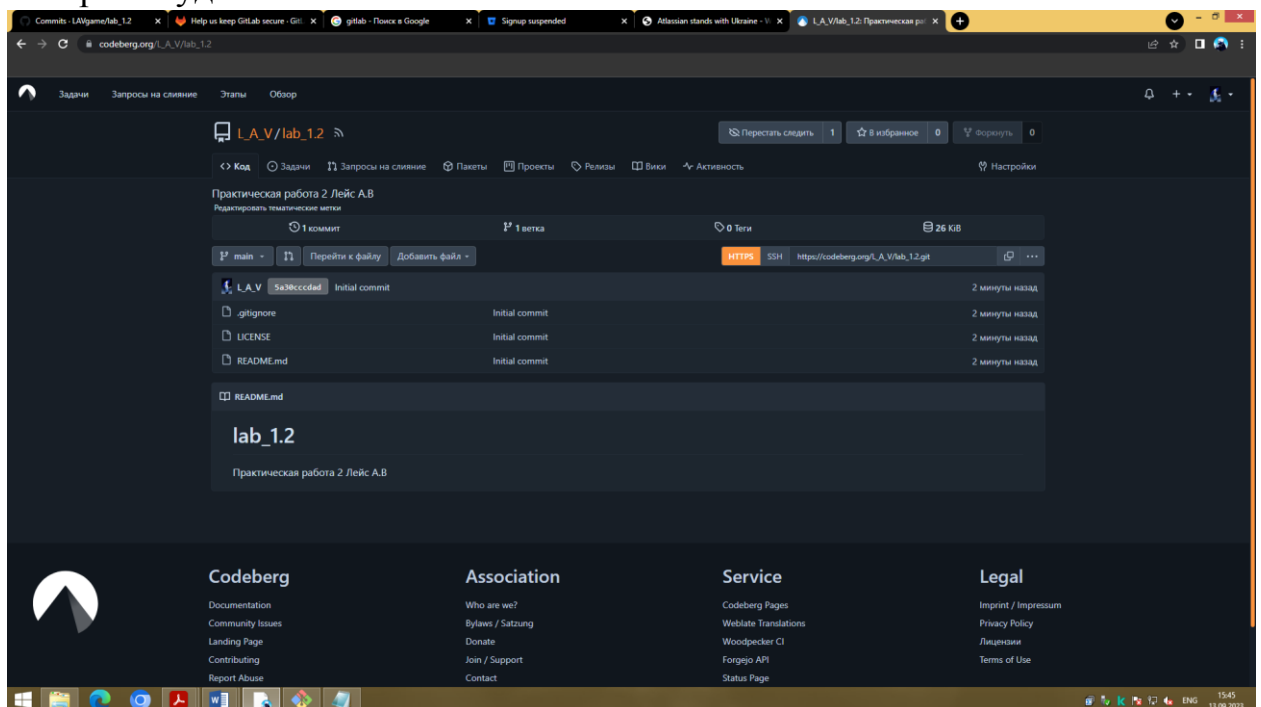 Commits · LAVgame/lab_1.2
Help us keep GitLab secure · GitL
gitlab - Поиск в Google
Signup suspended
Atlassian stands with Ukraine - W
L_A_V/lab_1.2: Практическая раб
codeberg.org/L_A_V/lab_1.2
Задачи Запросы на слияние Этапы Обзор
L_A_V/lab_1.2
Перестать следить 1 В избранное 0 Форкнуть 0
Код Задачи Запросы на слияние Пакеты Проекты Релизы Вики Активность Настройки
Практическая работа 2 Лейс А.В
Редактировать тематические метки
1 коммит 1 ветка 0 Теги 26 KiB
main Перейти к файлу Добавить файл HTTPS SSH https://codeberg.org/L_A_V/lab_1.2.git
L_A_V 5a30cccdad Initial commit 2 минуты назад
.gitignore Initial commit 2 минуты назад
LICENSE Initial commit 2 минуты назад
README.md Initial commit 2 минуты назад
README.md
lab_1.2
Практическая работа 2 Лейс А.В
Codeberg Association Service Legal
Documentation Who are we? Codeberg Pages Imprint / Impressum
Community Issues Bylaws / Satzung Weblate Translations Privacy Policy
Landing Page Donate Woodpecker CI Лицензии
Contributing Join / Support Forgejo API Terms of Use
Report Abuse Contact Status Page
ENG 15:45
13.09.2023